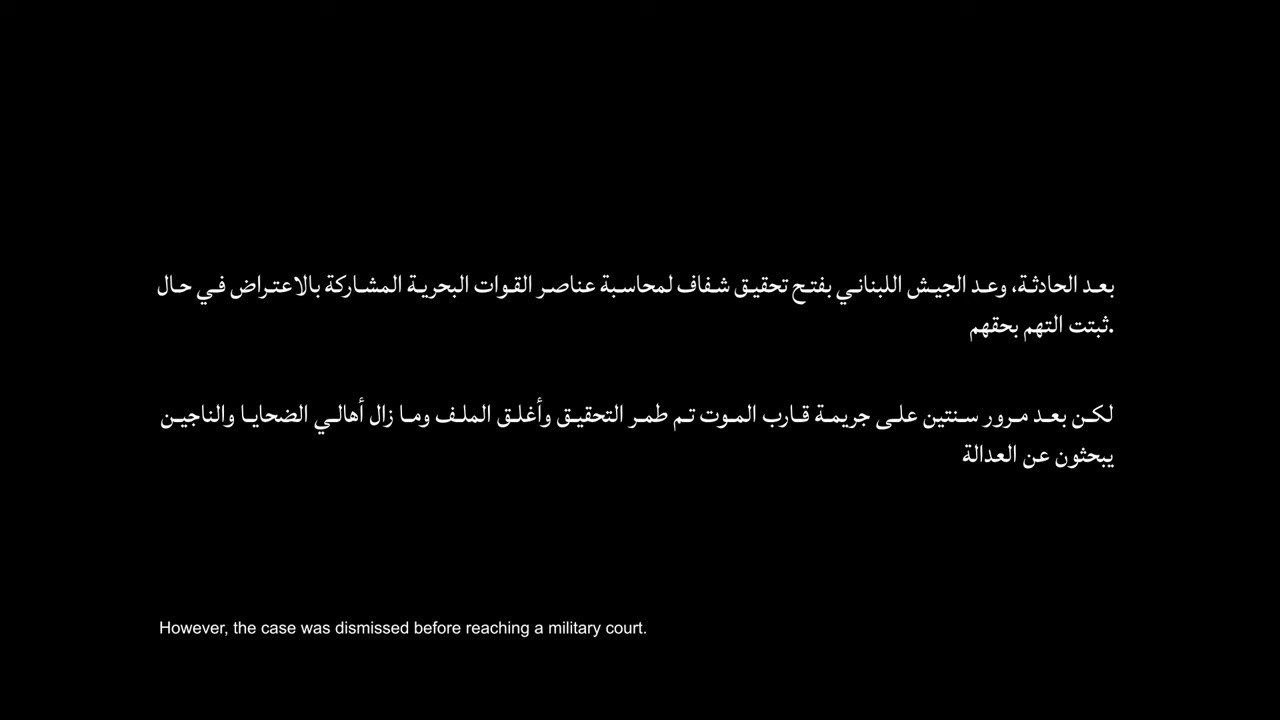 بعد الحادثة، وعد الجيش اللبناني بفتح تحقيق شفاف لمحاسبة عناصر القوات البحرية المشاركة بالاعتراض في حال
.ثبتت التهم بحقهم
لكن بعد مرور سنتين على جريمة قارب الموت تم طمر التحقيق وأغلق الملف وما زال أهالي الضحايا والناجين
يبحثون عن العدالة
However, the case was dismissed before reaching a military court.